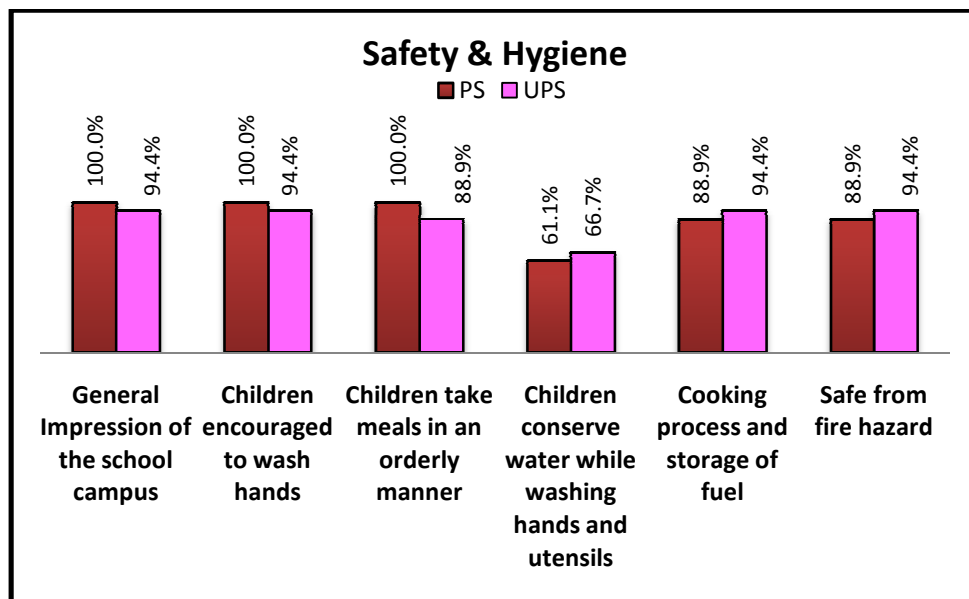 Safety & Hygiene
PS UPS
100.0% 94.4% 100.0% 94.4% 100.0% 88.9% 61.1% 66.7% 88.9% 94.4% 88.9% 94.4%
General
Impression of
the school
campus
Children
encouraged
to wash
hands
Children take
meals in an
orderly
manner
Children
conserve
water while
washing
hands and
utensils
Cooking
process and
storage of
fuel
Safe from
fire hazard